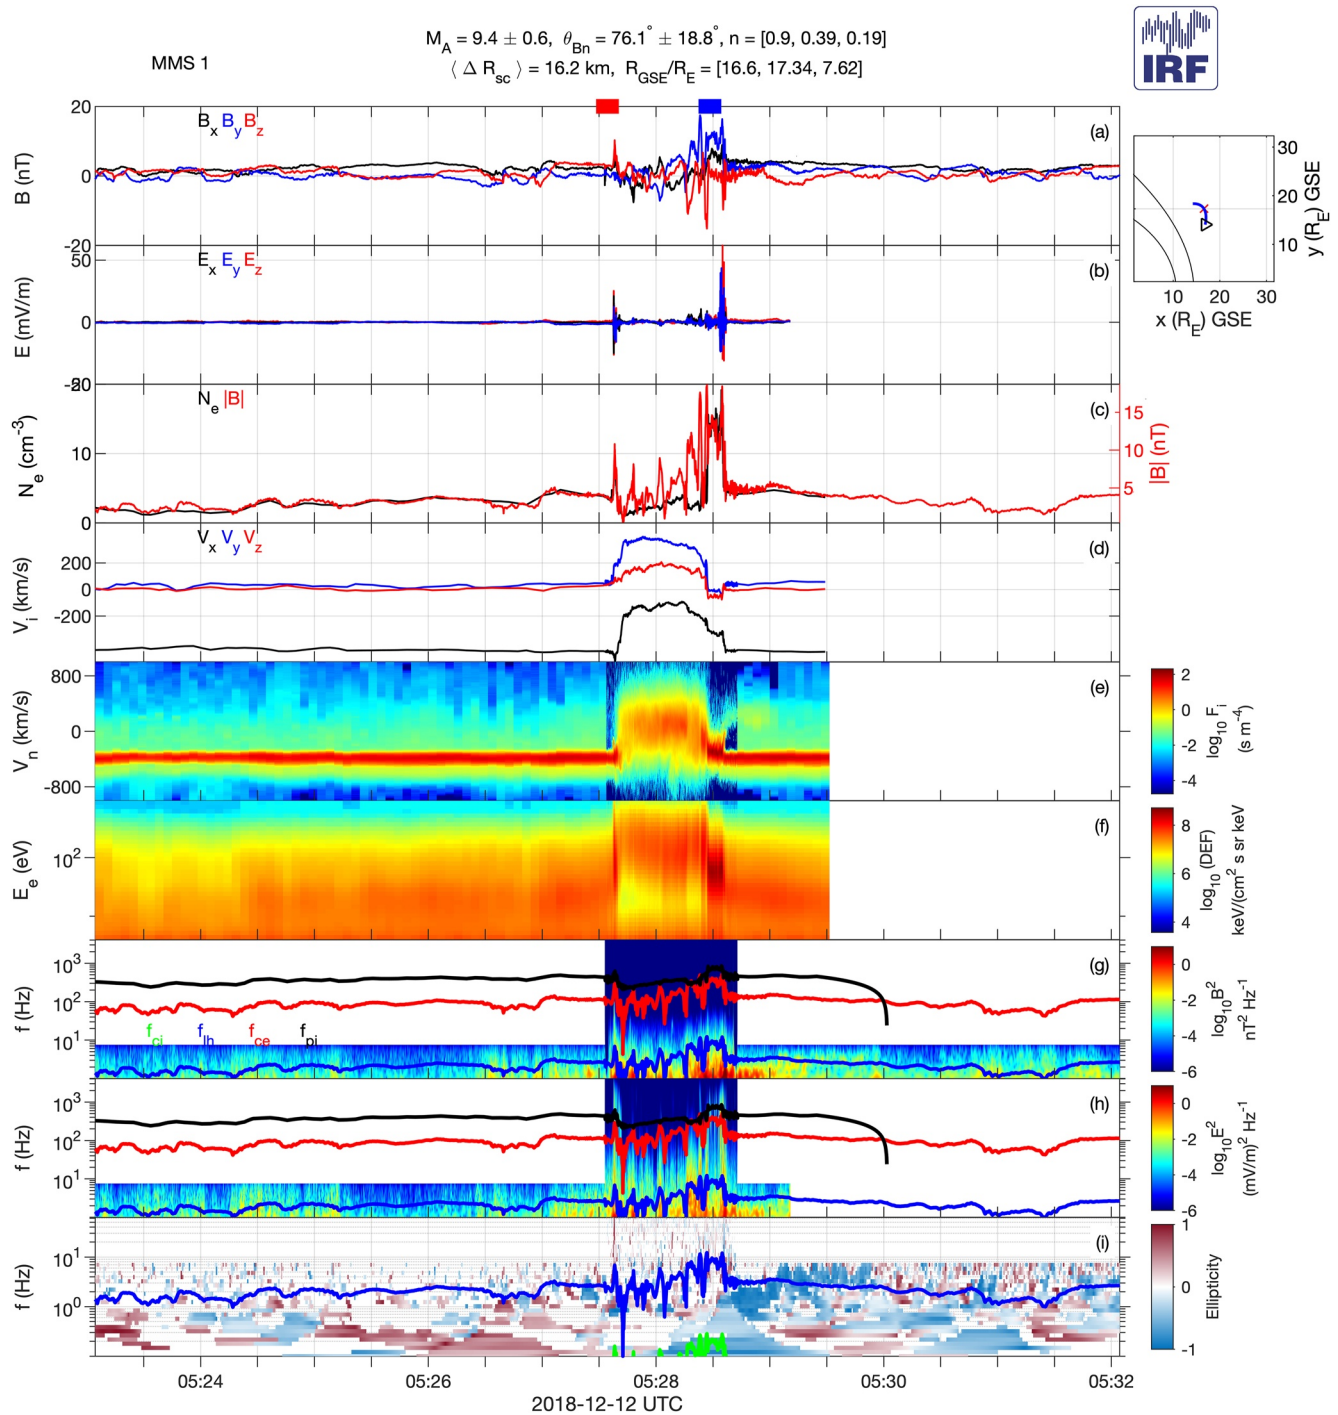 M_A = 9.4 ± 0.6, θ_Bn = 76.1° ± 18.8°, n = [0.9, 0.39, 0.19]
MMS 1
⟨ Δ R_sc ⟩ = 16.2 km, R_GSE/R_E = [16.6, 17.34, 7.62]
IRF
B_x B_y B_z
(a)
B (nT)
20
0
-20
30
20
10
y (R_E) GSE
10 20 30
x (R_E) GSE
E_x E_y E_z
(b)
E (mV/m)
50
0
-50
N_e |B|
(c)
N_e (cm^-3)
20
10
0
15
10
5
|B| (nT)
V_x V_y V_z
(d)
V_i (km/s)
200
0
-200
(e)
V_n (km/s)
800
0
-800
2
0
-2
-4
log_10 F_i
(s m^-4)
(f)
E_e (eV)
10^2
8
6
4
log_10 (DEF)
keV/(cm^2 s sr keV
(g)
f (Hz)
10^3
10^2
10^1
f_ci f_lh f_ce f_pi
0
-2
-4
-6
log_10 B^2
nT^2 Hz^-1
(h)
f (Hz)
10^3
10^2
10^1
0
-2
-4
-6
log_10 E^2
(mV/m)^2 Hz^-1
(i)
f (Hz)
10^1
10^0
1
0
-1
Ellipticity
05:24 05:26 05:28 05:30 05:32
2018-12-12 UTC